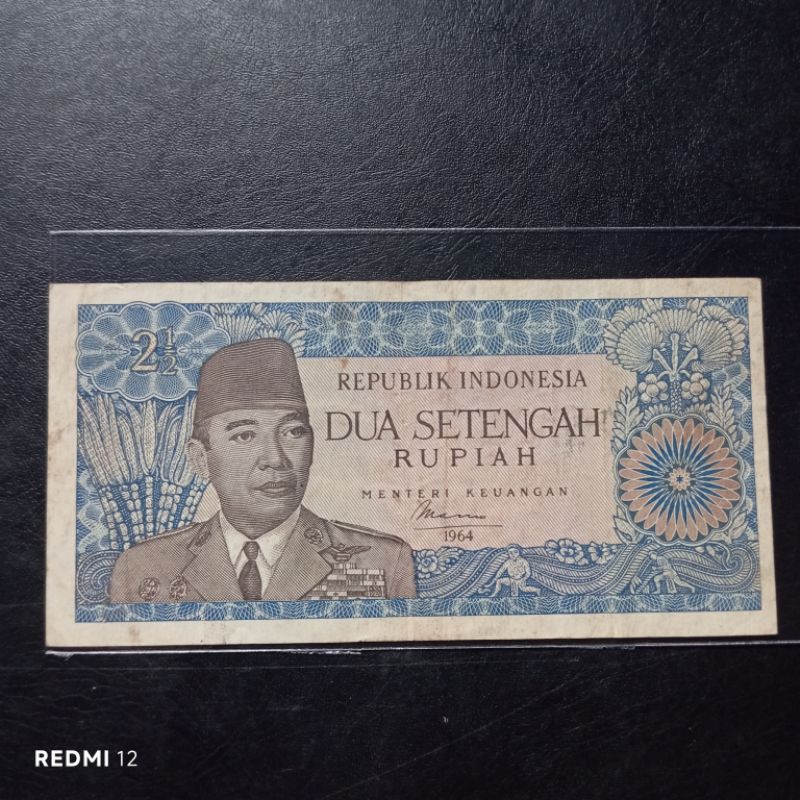 2½
REPUBLIK INDONESIA
DUA SETENGAH
RUPIAH
MENTERI KEUANGAN
1964
REDMI 12